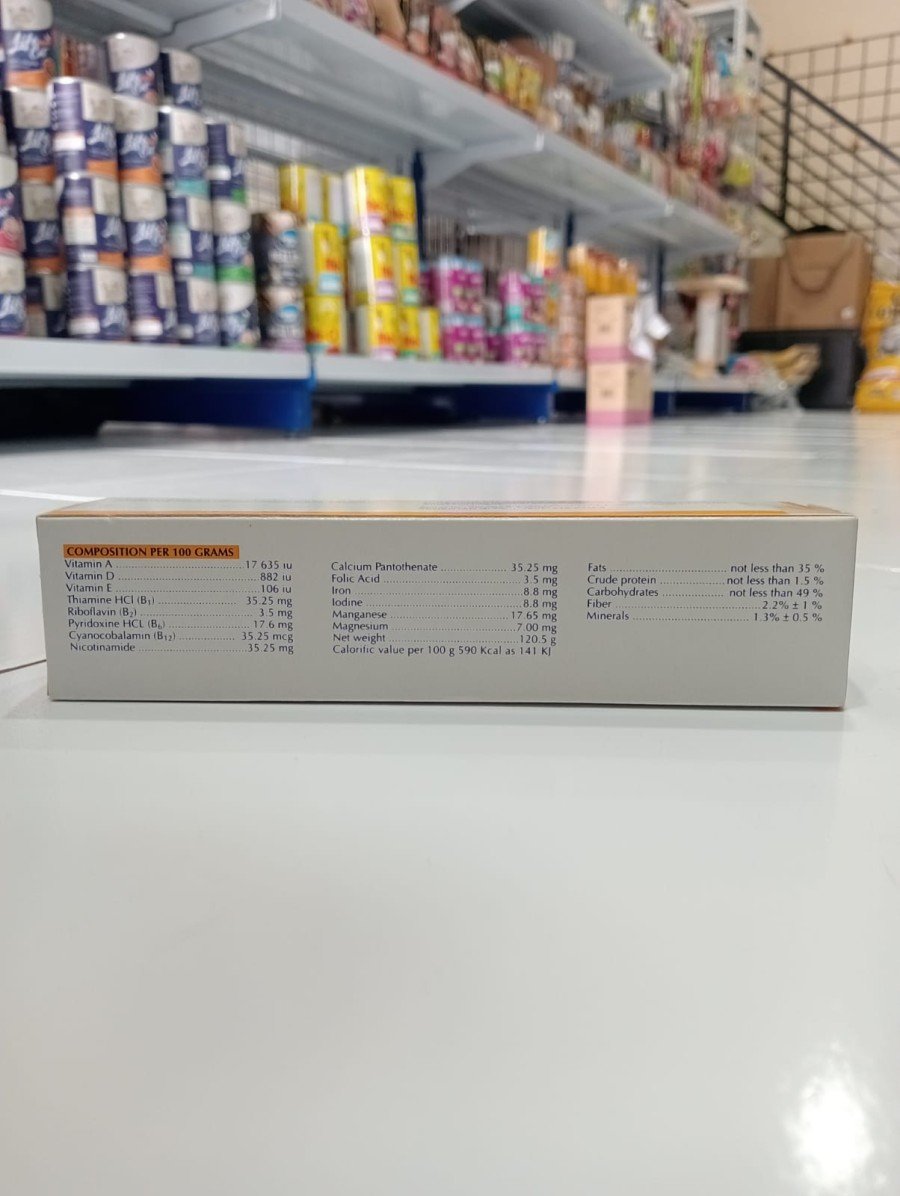 COMPOSITION PER 100 GRAMS
Vitamin A ........ 17 635 IU
Vitamin D ........ 882 IU
Vitamin E ........ 106 IU
Thiamine HCl (B₁) ........ 35.25 mg
Riboflavin (B₂) ........ 3.5 mg
Pyridoxine HCL (B₆) ........ 17.6 mg
Cyanocobalamin (B₁₂) ........ 35.25 mcg
Nicotinamide ........ 35.25 mg
Calcium Pantothenate ........ 35.25 mg
Folic Acid ........ 3.5 mg
Iron ........ 8.8 mg
Iodine ........ 8.8 mg
Manganese ........ 17.65 mg
Magnesium ........ 7.00 mg
Net weight ........ 120.5 g
Calorific value per 100 g 590 Kcal as 141 KJ
Fats ........ not less than 35 %
Crude protein ........ not less than 1.5 %
Carbohydrates ........ not less than 49 %
Fiber ........ 2.2% ± 1 %
Minerals ........ 1.3% ± 0.5 %